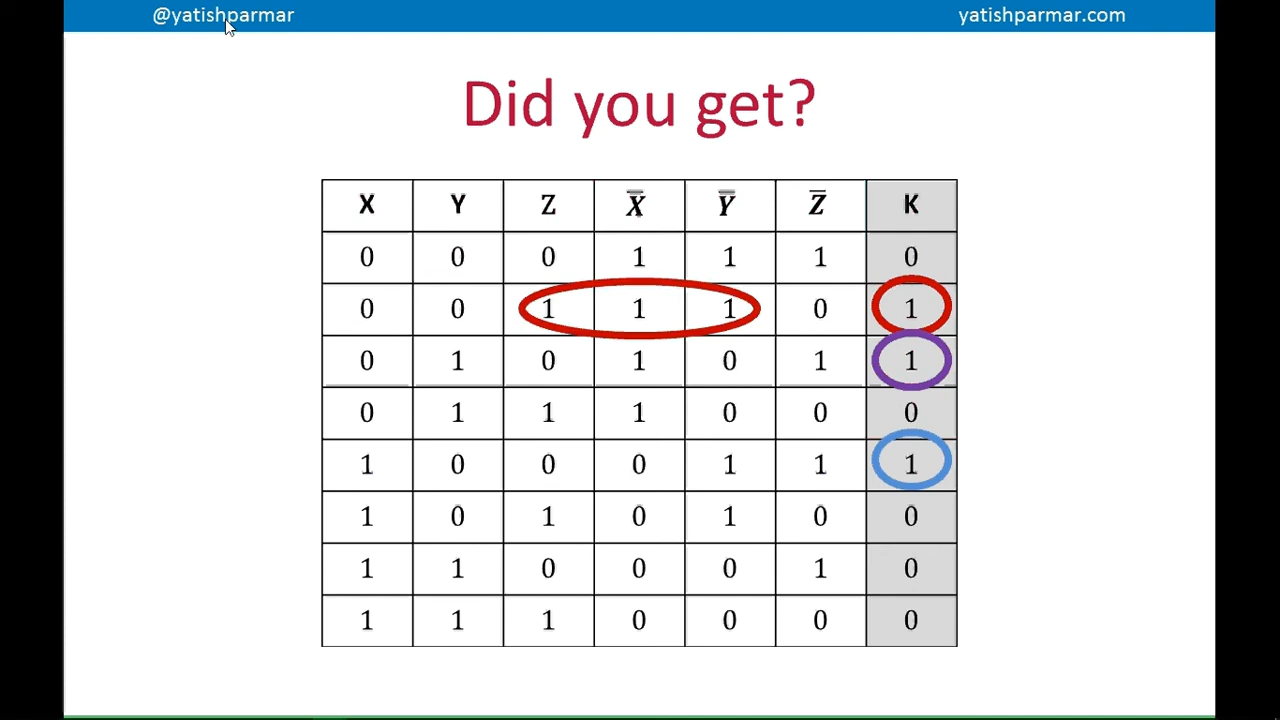 @yatishparmar yatishparmar.com
Did you get?
X Y Z X̿ Y̿ Z̅ K
0 0 0 1 1 1 0
0 0 1 1 1 0 1
0 1 0 1 0 1 1
0 1 1 1 0 0 0
1 0 0 0 1 1 1
1 0 1 0 1 0 0
1 1 0 0 0 1 0
1 1 1 0 0 0 0